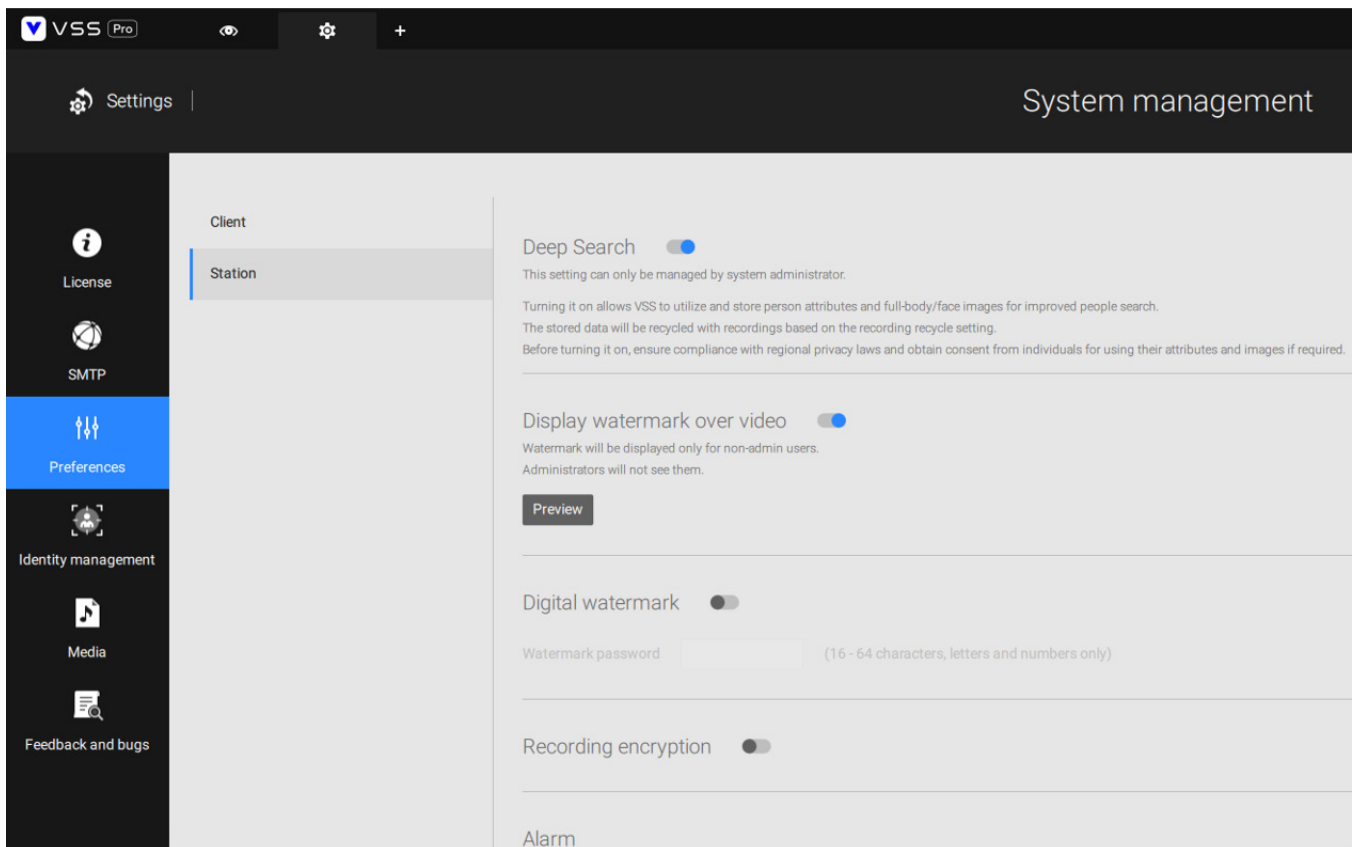 VSS Pro
Settings
System management
License
SMTP
Preferences
Identity management
Media
Feedback and bugs
Client
Station
Deep Search
This setting can only be managed by system administrator.
Turning it on allows VSS to utilize and store person attributes and full-body/face images for improved people search.
The stored data will be recycled with recordings based on the recording recycle setting.
Before turning it on, ensure compliance with regional privacy laws and obtain consent from individuals for using their attributes and images if required.
Display watermark over video
Watermark will be displayed only for non-admin users.
Administrators will not see them.
Preview
Digital watermark
Watermark password (16 - 64 characters, letters and numbers only)
Recording encryption
Alarm